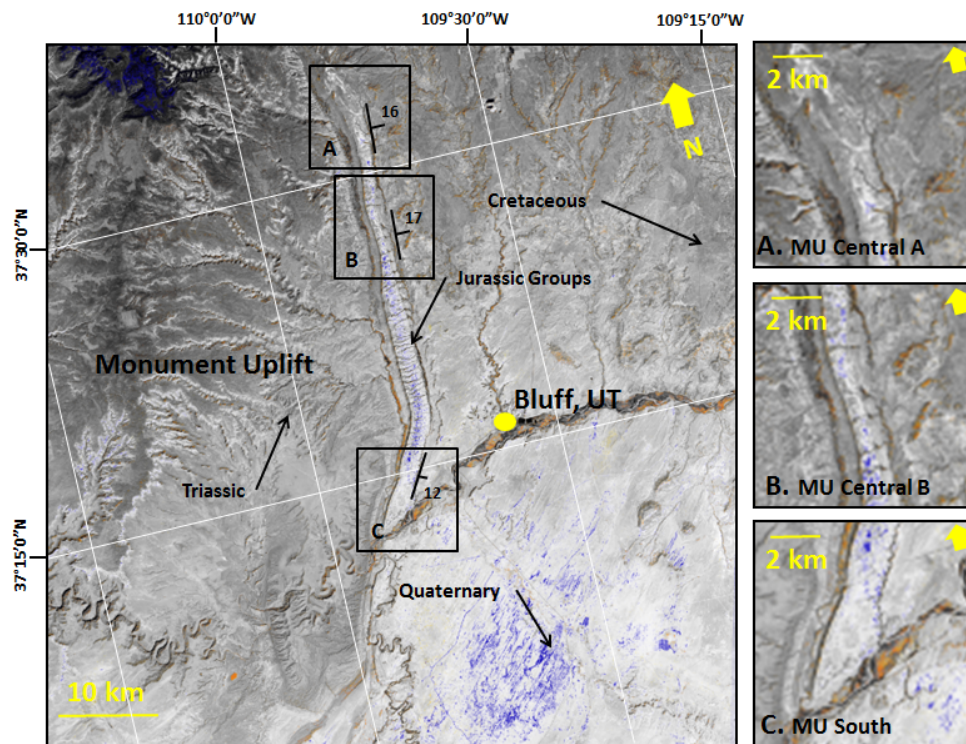 110°0'0"W
109°30'0"W
109°15'0"W
37°30'0"N
37°15'0"N
N
16
A
17
B
Cretaceous
Jurassic Groups
Monument Uplift
Bluff, UT
Triassic
12
C
Quaternary
10 km
2 km
A. MU Central A
2 km
B. MU Central B
2 km
C. MU South